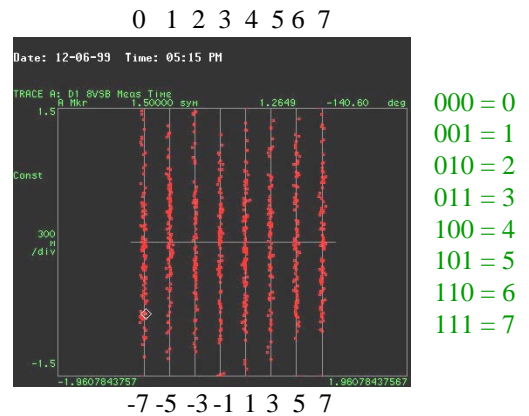 0 1 2 3 4 5 6 7
Date: 12-06-99 Time: 05:15 PM
TRACE A: D1 8VSB Meas Time
A Mkr 1.50000 sym 1.2649 -140.60 deg
1.5
Const
300
M
/div
-1.5
-1.9607843757 1.96078437567
-7 -5 -3 -1 1 3 5 7
000 = 0
001 = 1
010 = 2
011 = 3
100 = 4
101 = 5
110 = 6
111 = 7